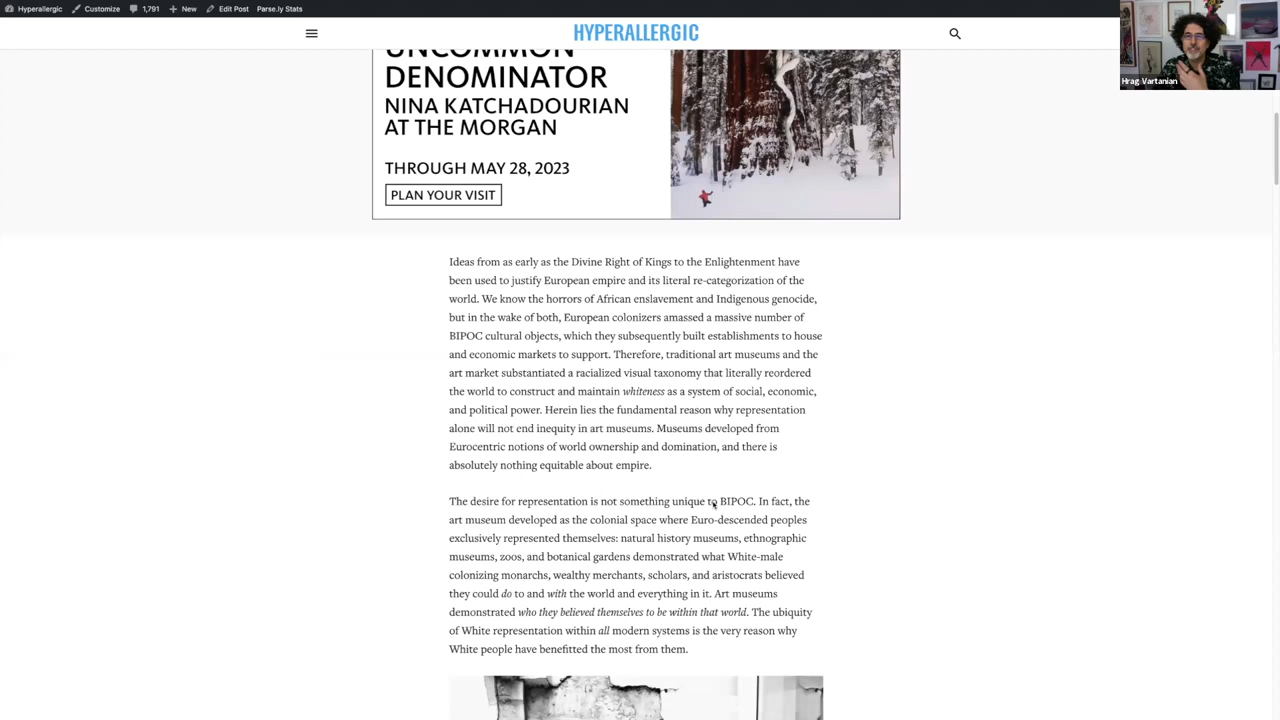 Hyperallergic Customize 1,791 New Edit Post Parse.ly Stats
HYPERALLERGIC
Hrag Vartanian
UNCOMMON
DENOMINATOR
NINA KATCHADOURIAN
AT THE MORGAN
THROUGH MAY 28, 2023
PLAN YOUR VISIT
Ideas from as early as the Divine Right of Kings to the Enlightenment have
been used to justify European empire and its literal re-categorization of the
world. We know the horrors of African enslavement and Indigenous genocide,
but in the wake of both, European colonizers amassed a massive number of
BIPOC cultural objects, which they subsequently built establishments to house
and economic markets to support. Therefore, traditional art museums and the
art market substantiated a racialized visual taxonomy that literally reordered
the world to construct and maintain whiteness as a system of social, economic,
and political power. Herein lies the fundamental reason why representation
alone will not end inequity in art museums. Museums developed from
Eurocentric notions of world ownership and domination, and there is
absolutely nothing equitable about empire.
The desire for representation is not something unique to BIPOC. In fact, the
art museum developed as the colonial space where Euro-descended peoples
exclusively represented themselves: natural history museums, ethnographic
museums, zoos, and botanical gardens demonstrated what White-male
colonizing monarchs, wealthy merchants, scholars, and aristocrats believed
they could do to and with the world and everything in it. Art museums
demonstrated who they believed themselves to be within that world. The ubiquity
of White representation within all modern systems is the very reason why
White people have benefitted the most from them.